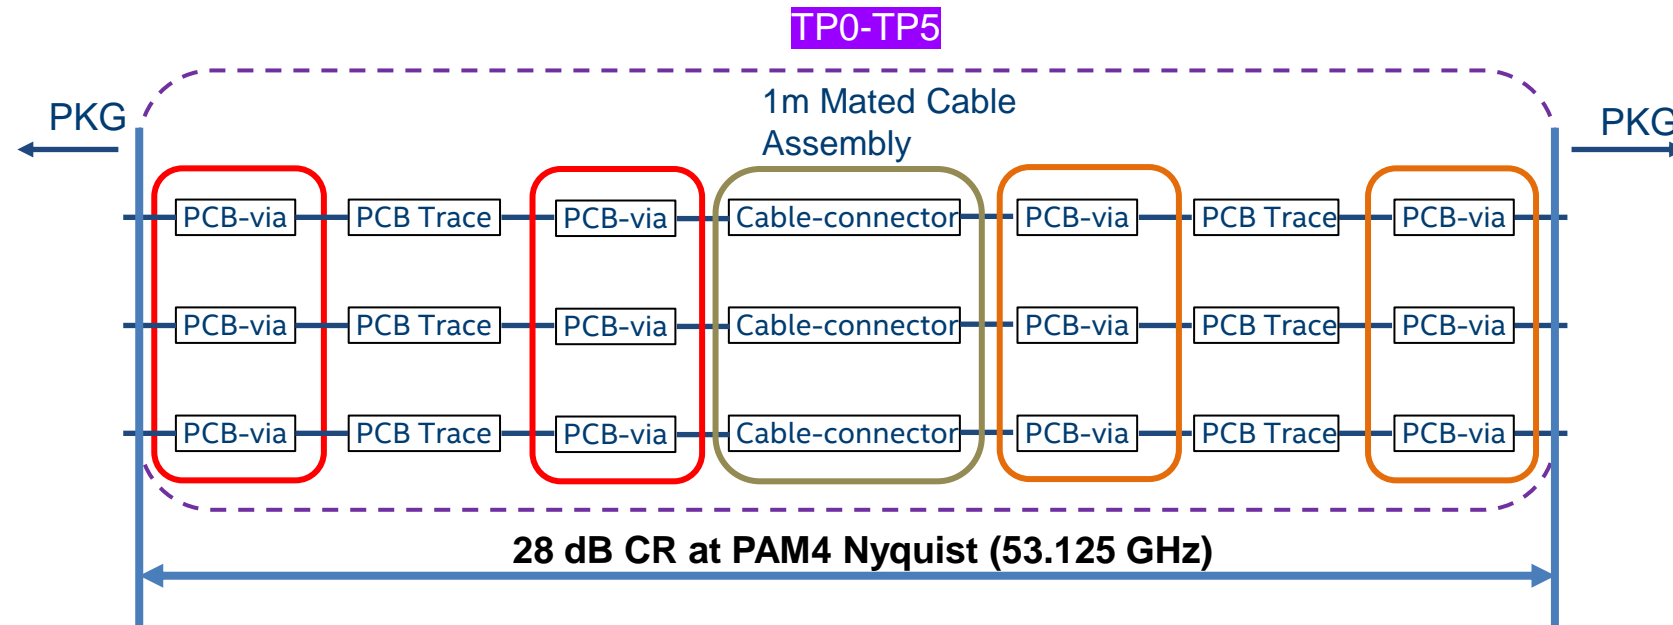 TP0-TP5
1m Mated Cable
Assembly
PKG
PKG
PCB-via PCB Trace PCB-via Cable-connector PCB-via PCB Trace PCB-via
PCB-via PCB Trace PCB-via Cable-connector PCB-via PCB Trace PCB-via
PCB-via PCB Trace PCB-via Cable-connector PCB-via PCB Trace PCB-via
28 dB CR at PAM4 Nyquist (53.125 GHz)